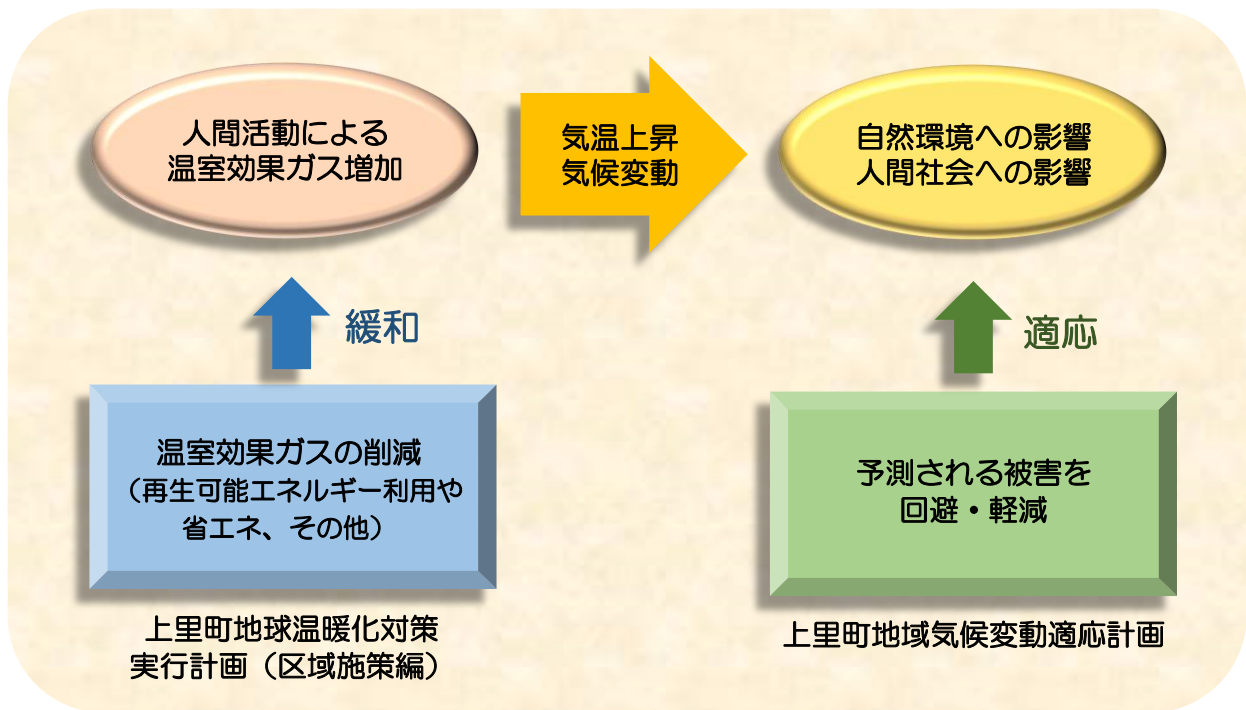 人間活動による
温室効果ガス増加
気温上昇
気候変動
自然環境への影響
人間社会への影響
緩和
適応
温室効果ガスの削減
（再生可能エネルギー利用や
省エネ、その他）
予測される被害を
回避・軽減
上里町地球温暖化対策
実行計画（区域施策編）
上里町地域気候変動適応計画